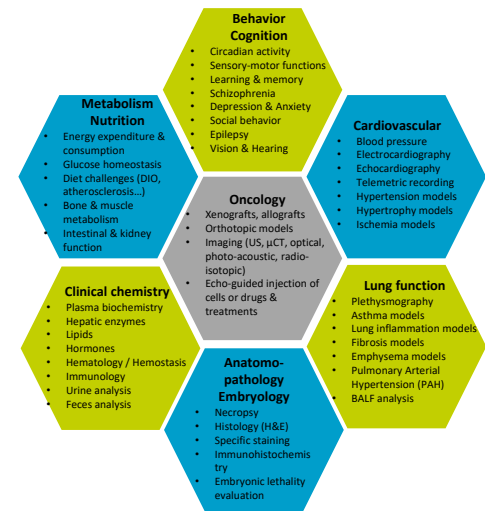 Behavior
Cognition
• Circadian activity
• Sensory-motor functions
• Learning & memory
• Schizophrenia
• Depression & Anxiety
• Social behavior
• Epilepsy
• Vision & Hearing
Metabolism
Nutrition
• Energy expenditure &
consumption
• Glucose homeostasis
• Diet challenges (DIO,
atherosclerosis...)
• Bone & muscle
metabolism
• Intestinal & kidney
function
Cardiovascular
• Blood pressure
• Electrocardiography
• Echocardiography
• Telemetric recording
• Hypertension models
• Hypertrophy models
• Ischemia models
Oncology
• Xenografts, allografts
• Orthotopic models
• Imaging (US, µCT, optical,
photo-acoustic, radio-
isotopic)
• Echo-guided injection of
cells or drugs &
treatments
Clinical chemistry
• Plasma biochemistry
• Hepatic enzymes
• Lipids
• Hormones
• Hematology / Hemostasis
• Immunology
• Urine analysis
• Feces analysis
Lung function
• Plethysmography
• Asthma models
• Lung inflammation models
• Fibrosis models
• Emphysema models
• Pulmonary Arterial
Hypertension (PAH)
• BALF analysis
Anatomo-
pathology
Embryology
• Necropsy
• Histology (H&E)
• Specific staining
• Immunohistochemis
try
• Embryonic lethality
evaluation